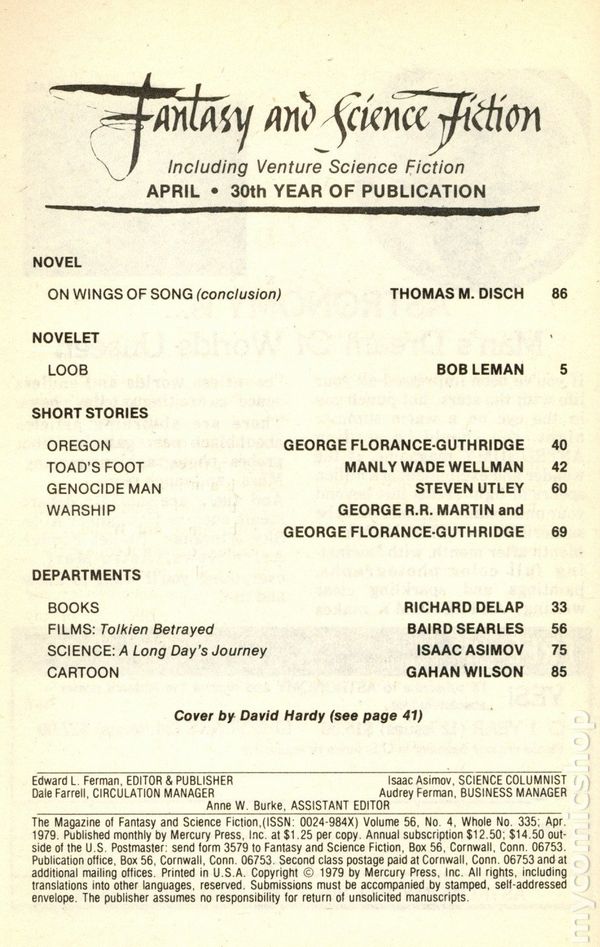 Fantasy and Science Fiction
Including Venture Science Fiction
APRIL • 30th YEAR OF PUBLICATION
NOVEL
ON WINGS OF SONG (conclusion) THOMAS M. DISCH 86
NOVELET
LOOB BOB LEMAN 5
SHORT STORIES
OREGON GEORGE FLORANCE-GUTHRIDGE 40
TOAD'S FOOT MANLY WADE WELLMAN 42
GENOCIDE MAN STEVEN UTLEY 60
WARSHIP GEORGE R.R. MARTIN and
GEORGE FLORANCE-GUTHRIDGE 69
DEPARTMENTS
BOOKS RICHARD DELAP 33
FILMS: Tolkien Betrayed BAIRD SEARLES 56
SCIENCE: A Long Day's Journey ISAAC ASIMOV 75
CARTOON GAHAN WILSON 85
Cover by David Hardy (see page 41)
Edward L. Ferman, EDITOR & PUBLISHER Isaac Asimov, SCIENCE COLUMNIST
Dale Farrell, CIRCULATION MANAGER Audrey Ferman, BUSINESS MANAGER
Anne W. Burke, ASSISTANT EDITOR
The Magazine of Fantasy and Science Fiction,(ISSN: 0024-984X) Volume 56, No. 4, Whole No. 335; Apr.
1979. Published monthly by Mercury Press, Inc. at $1.25 per copy. Annual subscription $12.50; $14.50 out-
side of the U.S. Postmaster: send form 3579 to Fantasy and Science Fiction, Box 56, Cornwall, Conn. 06753.
Publication office, Box 56, Cornwall, Conn. 06753. Second class postage paid at Cornwall, Conn. 06753 and at
additional mailing offices. Printed in U.S.A. Copyright © 1979 by Mercury Press, Inc. All rights, including
translations into other languages, reserved. Submissions must be accompanied by stamped, self-addressed
envelope. The publisher assumes no responsibility for return of unsolicited manuscripts.
mycomicshop